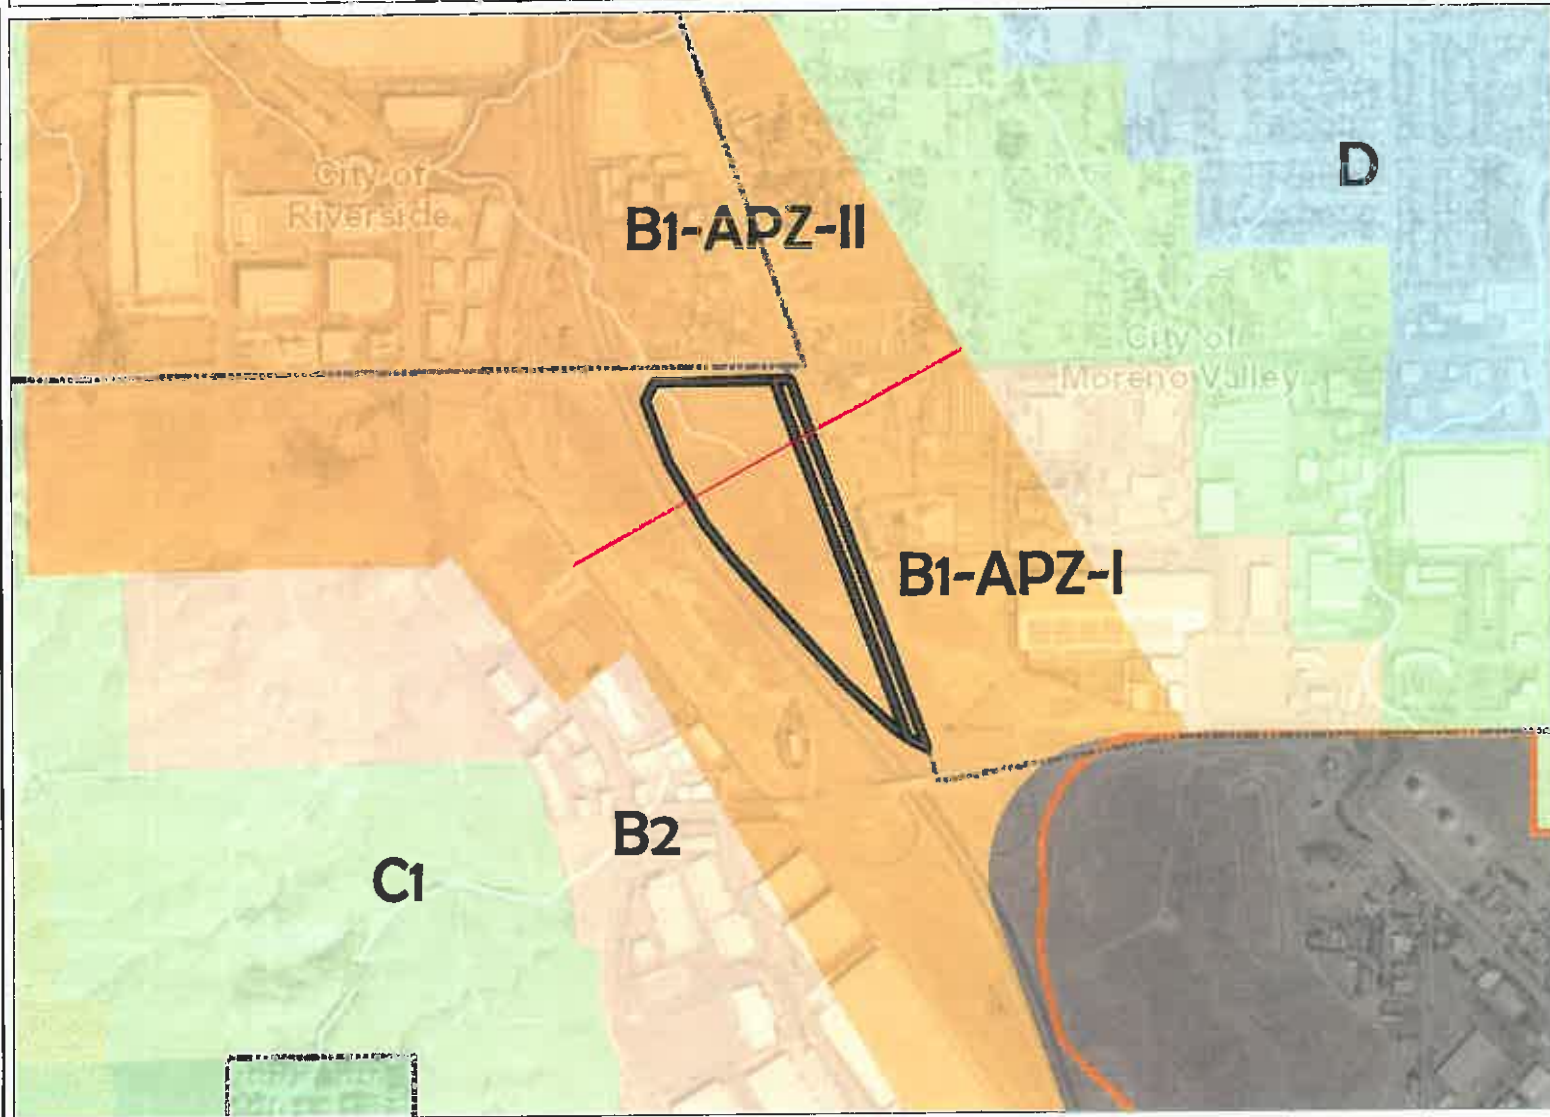 D
City of
Riverside
B1-APZ-II
City of
Moreno Valley
B1-APZ-I
B2
C1